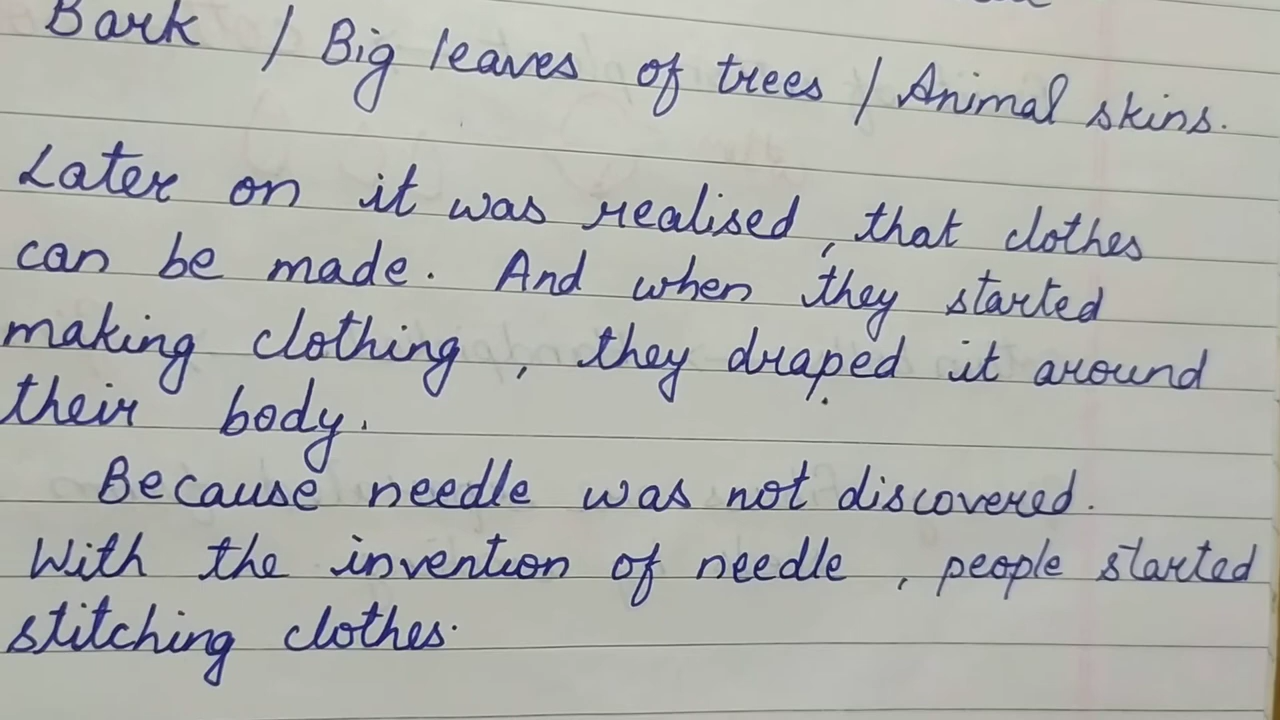 Bark / Big leaves of trees / Animal skins.
Later on it was realised, that clothes
can be made. And when they started
making clothing, they draped it around
their body.
Because needle was not discovered.
With the invention of needle, people started
stitching clothes.